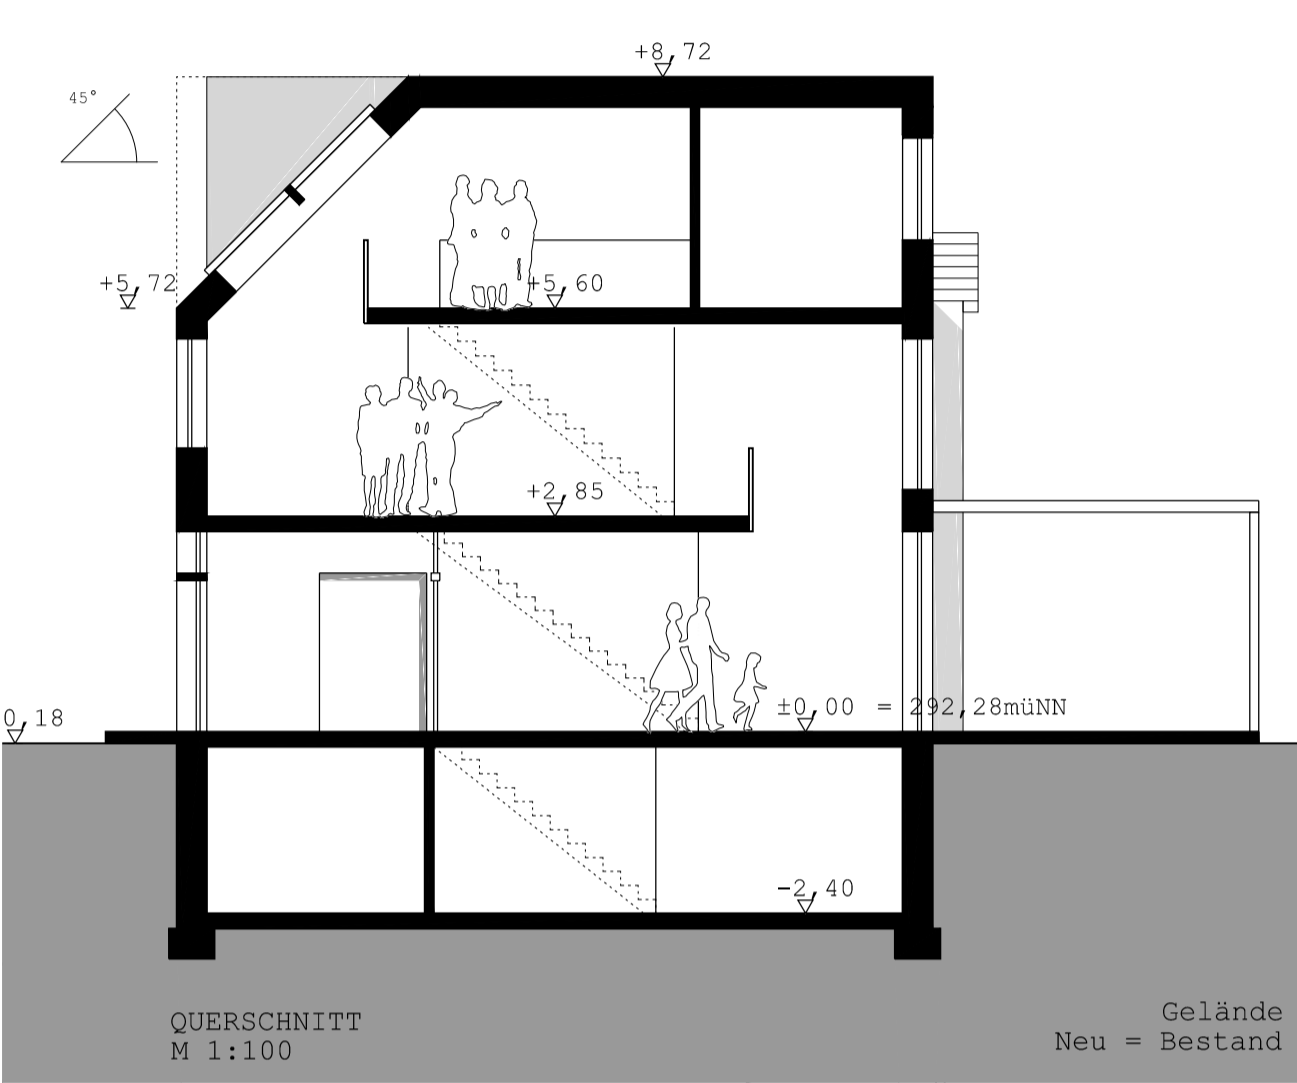 +8,72
45°
+5,72
+5,60
+2,85
±0,00 = 292,28müNN
0,18
-2,40
QUERSCHNITT
M 1:100
Gelände
Neu = Bestand